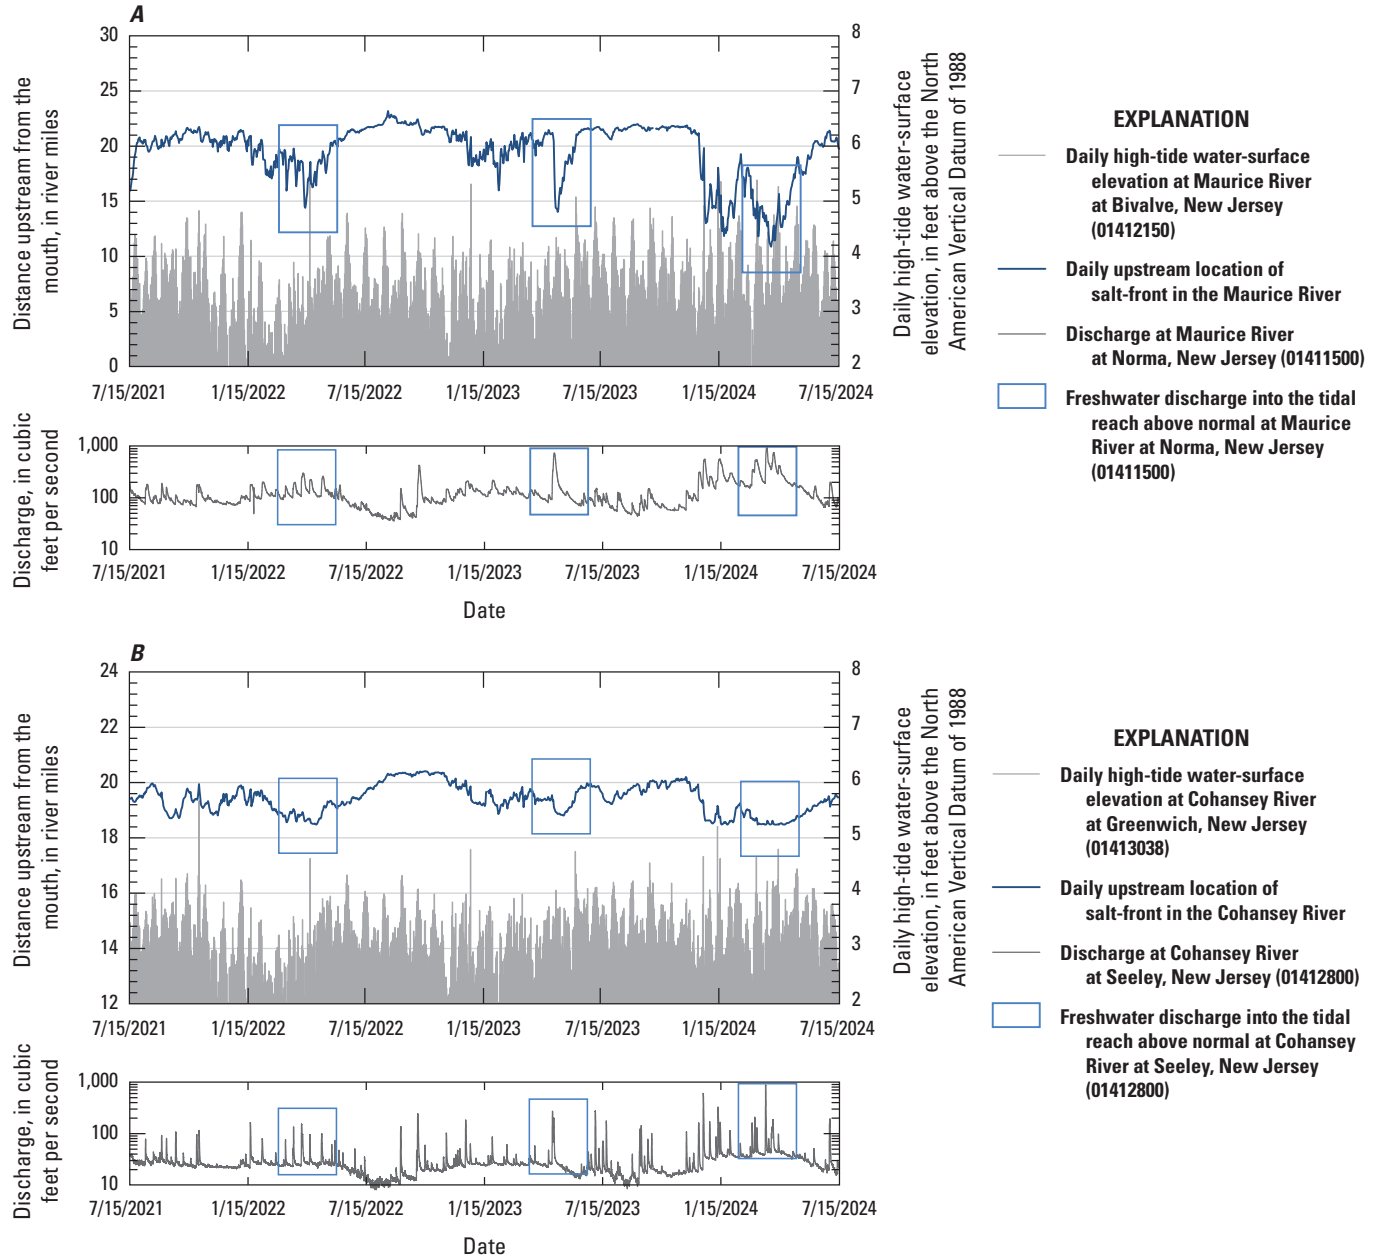 A
30
25
20
15
10
5
0
Distance upstream from the
mouth, in river miles
8
7
6
5
4
3
2
Daily high-tide water-surface
elevation, in feet above the North
American Vertical Datum of 1988
7/15/2021 1/15/2022 7/15/2022 1/15/2023 7/15/2023 1/15/2024 7/15/2024
1,000
100
10
Discharge, in cubic
feet per second
7/15/2021 1/15/2022 7/15/2022 1/15/2023 7/15/2023 1/15/2024 7/15/2024
Date
EXPLANATION
Daily high-tide water-surface
elevation at Maurice River
at Bivalve, New Jersey
(01412150)
Daily upstream location of
salt-front in the Maurice River
Discharge at Maurice River
at Norma, New Jersey (01411500)
Freshwater discharge into the tidal
reach above normal at Maurice
River at Norma, New Jersey
(01411500)
B
24
22
20
18
16
14
12
Distance upstream from the
mouth, in river miles
8
7
6
5
4
3
2
Daily high-tide water-surface
elevation, in feet above the North
American Vertical Datum of 1988
7/15/2021 1/15/2022 7/15/2022 1/15/2023 7/15/2023 1/15/2024 7/15/2024
1,000
100
10
Discharge, in cubic
feet per second
7/15/2021 1/15/2022 7/15/2022 1/15/2023 7/15/2023 1/15/2024 7/15/2024
Date
EXPLANATION
Daily high-tide water-surface
elevation at Cohansey River
at Greenwich, New Jersey
(01413038)
Daily upstream location of
salt-front in the Cohansey River
Discharge at Cohansey River
at Seeley, New Jersey (01412800)
Freshwater discharge into the tidal
reach above normal at Cohansey
River at Seeley, New Jersey
(01412800)